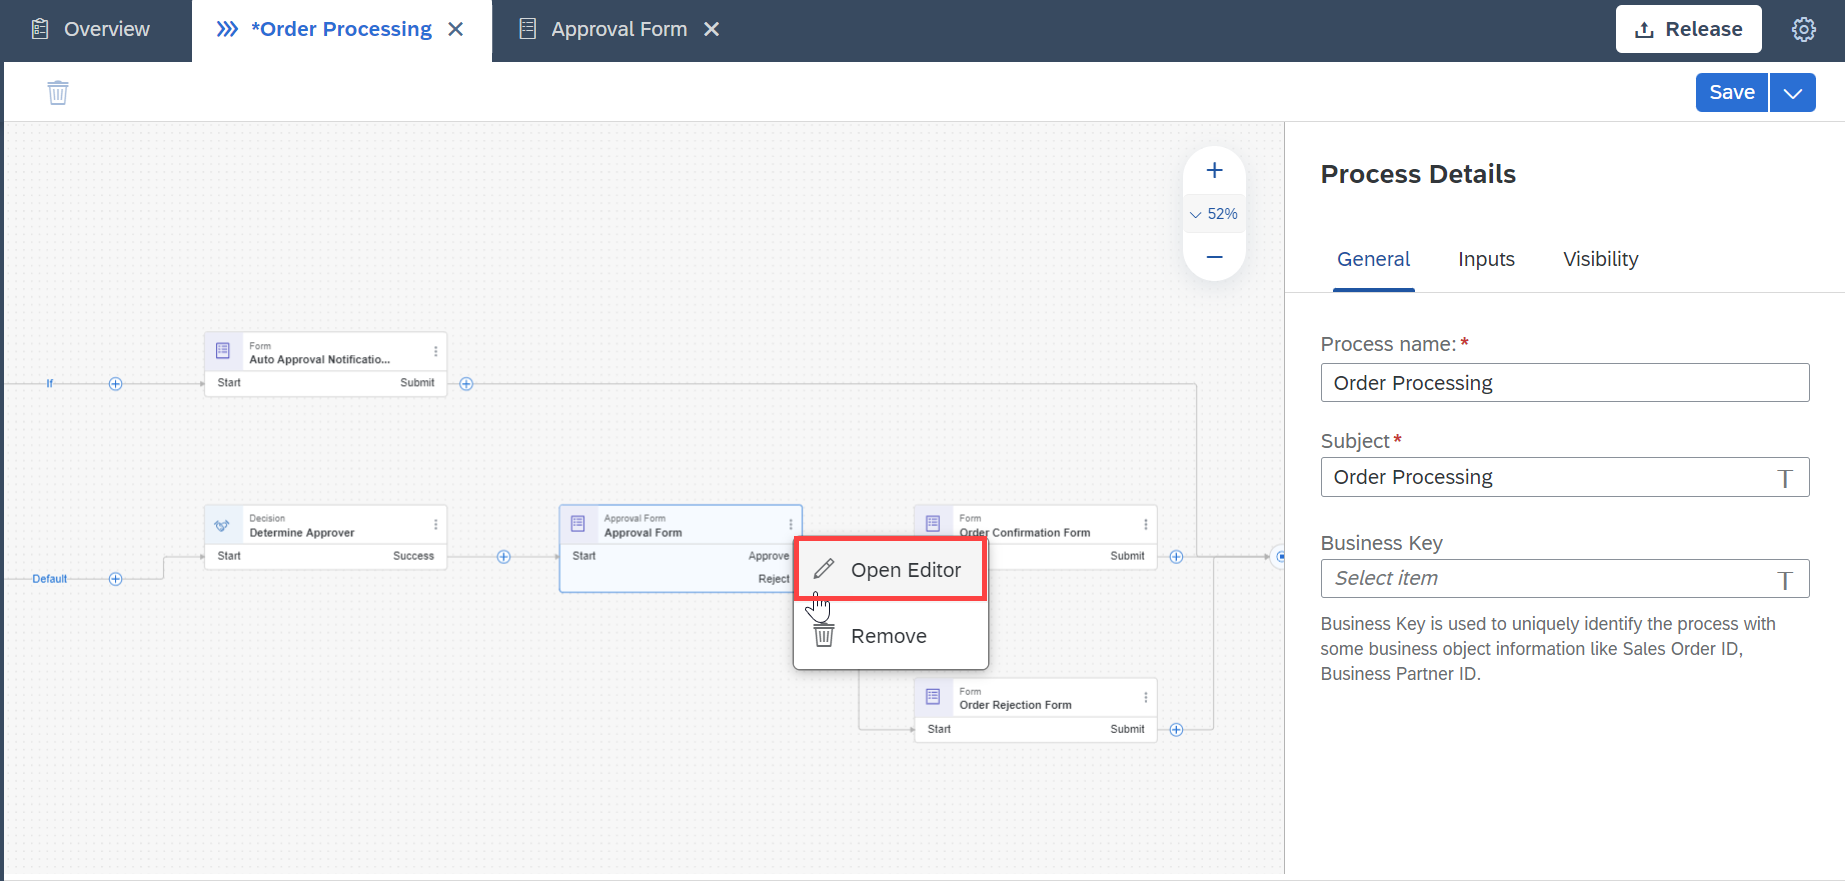 Overview
*Order Processing
Approval Form
Release
Save
52%
Process Details
General Inputs Visibility
Process name:*
Order Processing
Subject*
Order Processing
T
Business Key
Select item
T
Business Key is used to uniquely identify the process with
some business object information like Sales Order ID,
Business Partner ID.
If
Form
Auto Approval Notificatio...
Start Submit
Default
Decision
Determine Approver
Start Success
Approval Form
Approval Form
Start Approve
Reject
Open Editor
Remove
Form
Order Confirmation Form
Submit
Form
Order Rejection Form
Start Submit